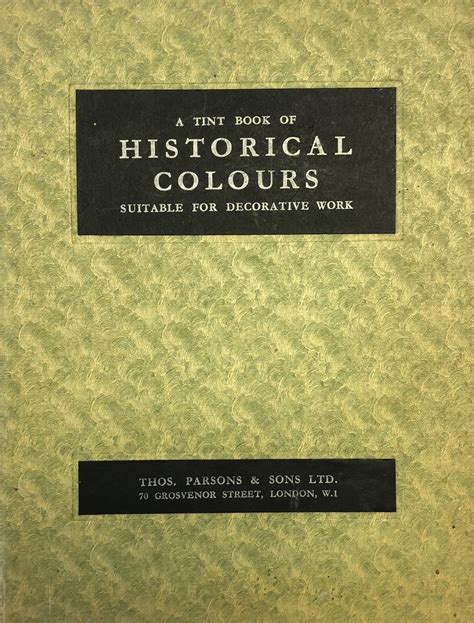 A TINT BOOK OF
HISTORICAL
COLOURS
SUITABLE FOR DECORATIVE WORK
THOS. PARSONS & SONS LTD.
70 GROSVENOR STREET, LONDON, W.1